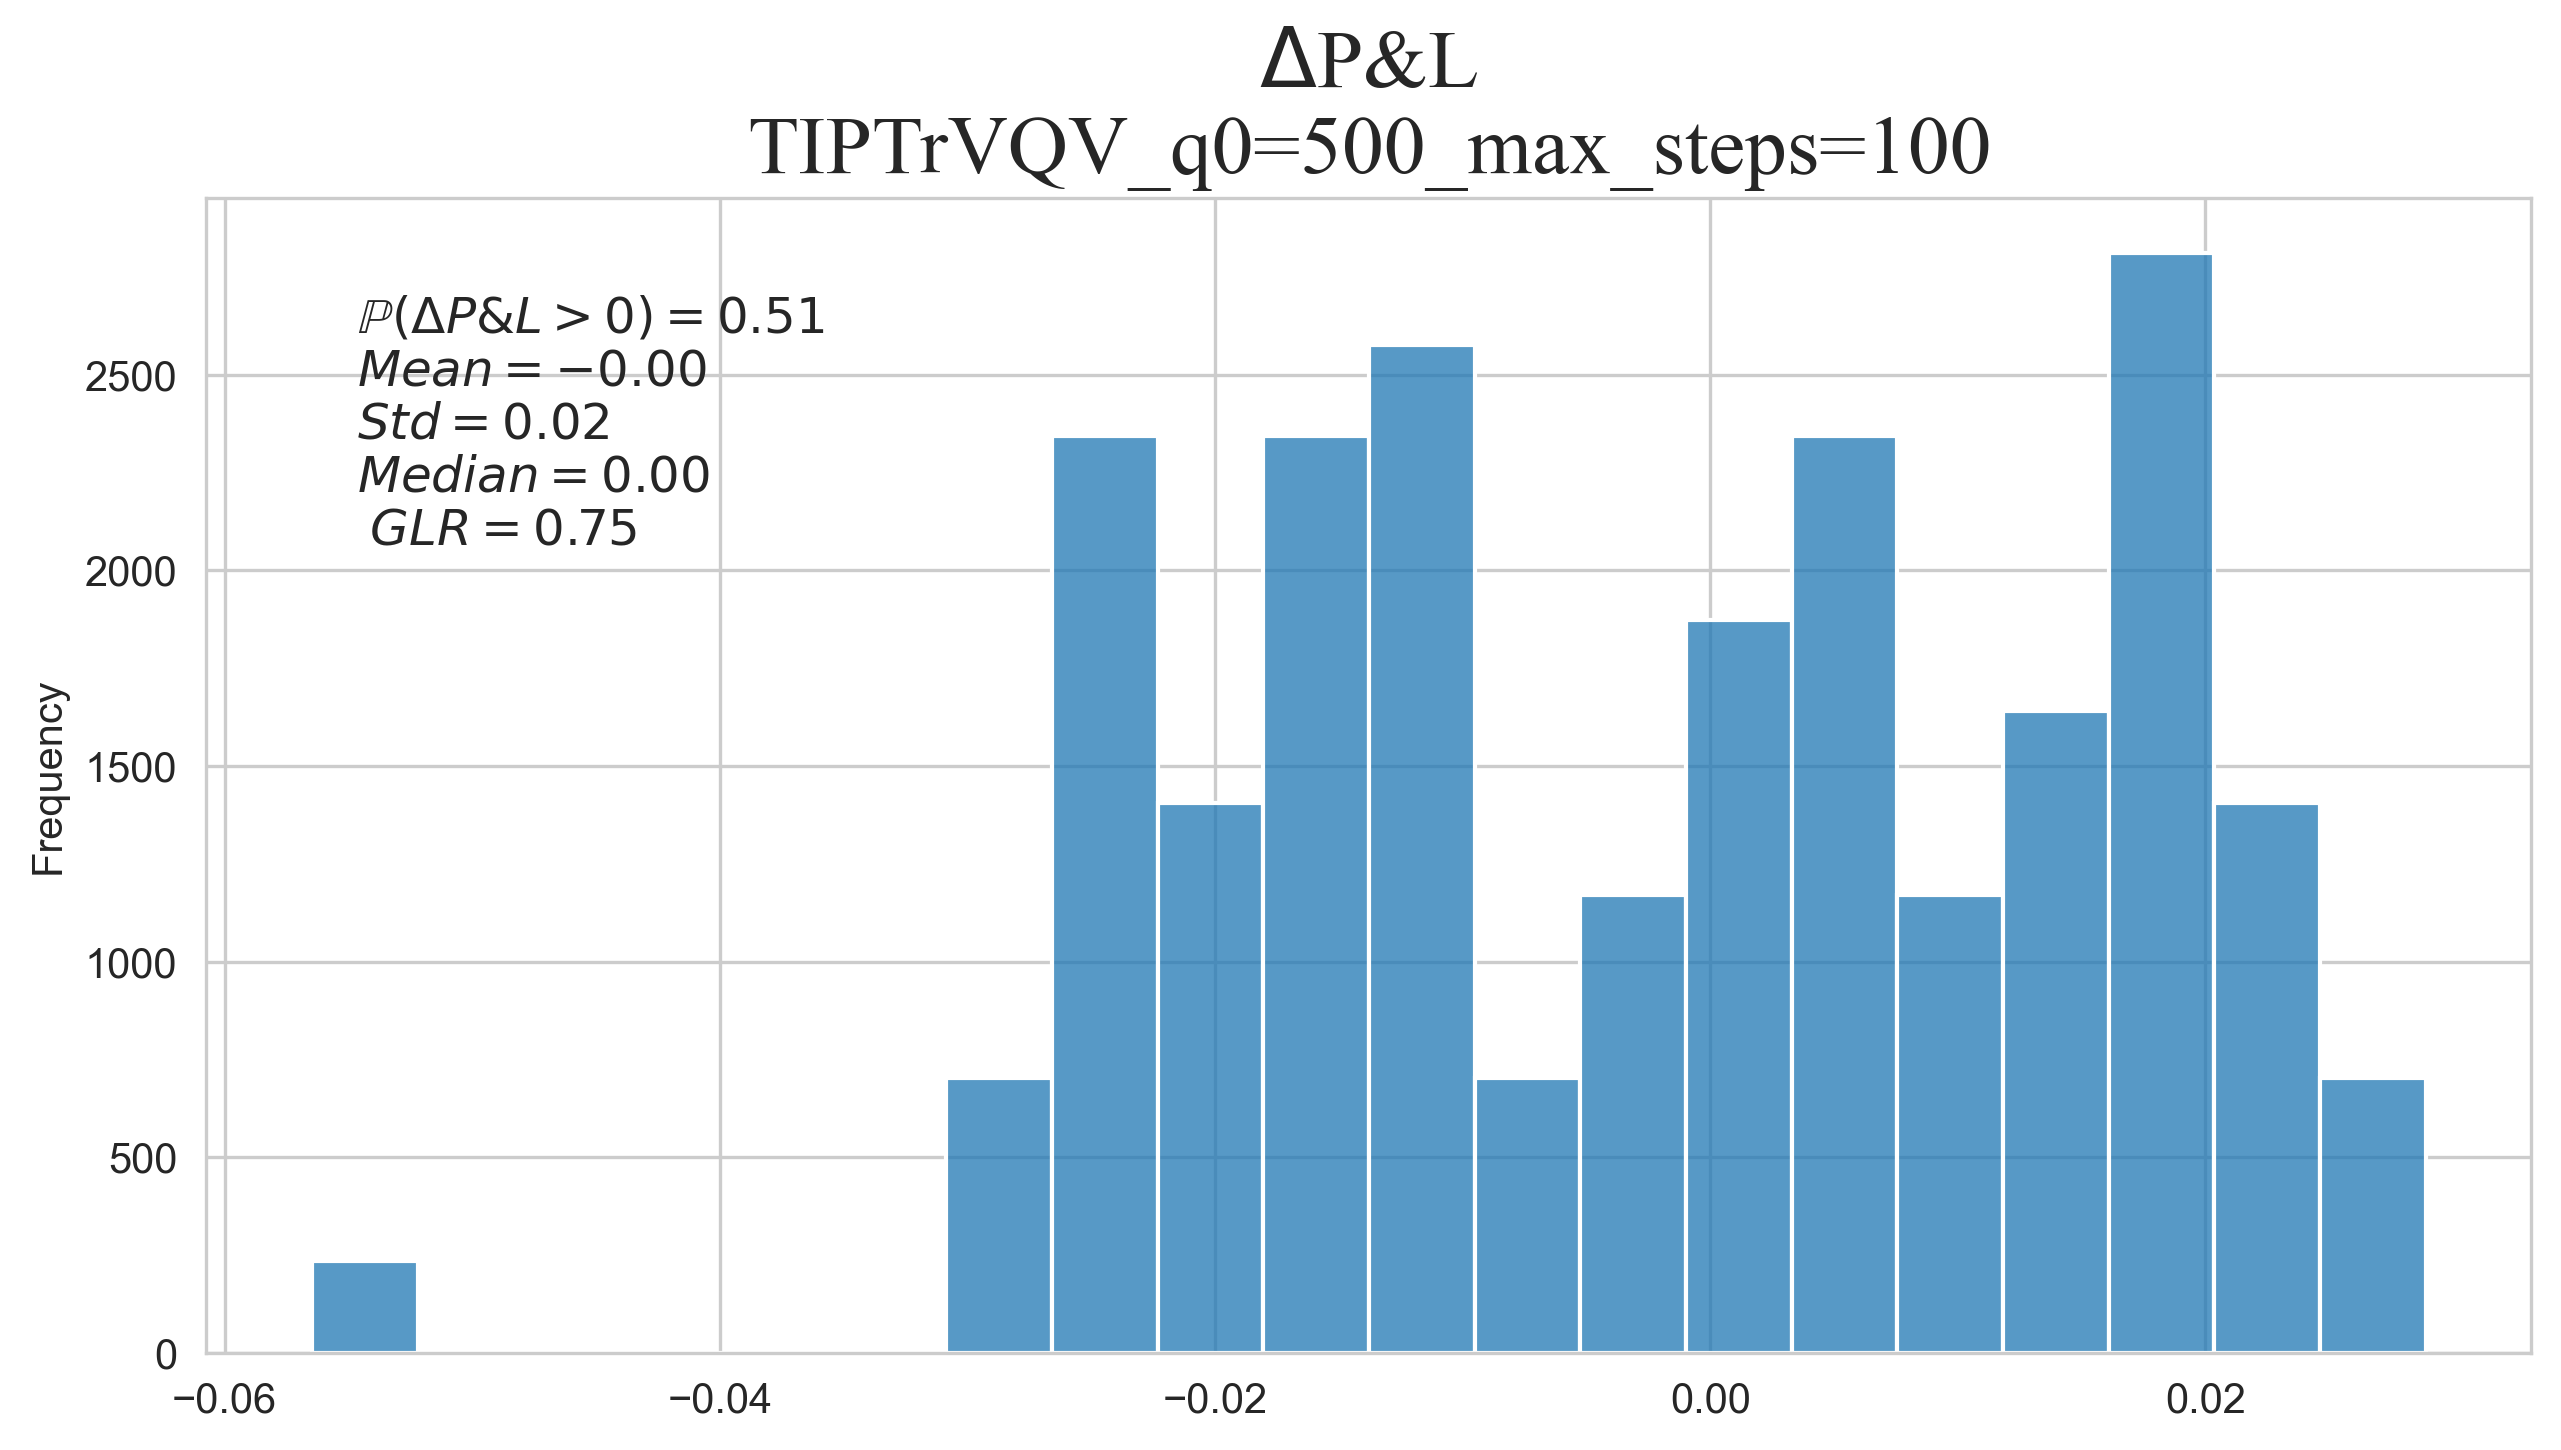 ΔP&L
TIPTrVQV_q0=500_max_steps=100
ℙ(ΔP&L > 0) = 0.51
Mean = −0.00
Std = 0.02
Median = 0.00
GLR = 0.75
2500
2000
1500
1000
500
0
Frequency
−0.06 −0.04 −0.02 0.00 0.02